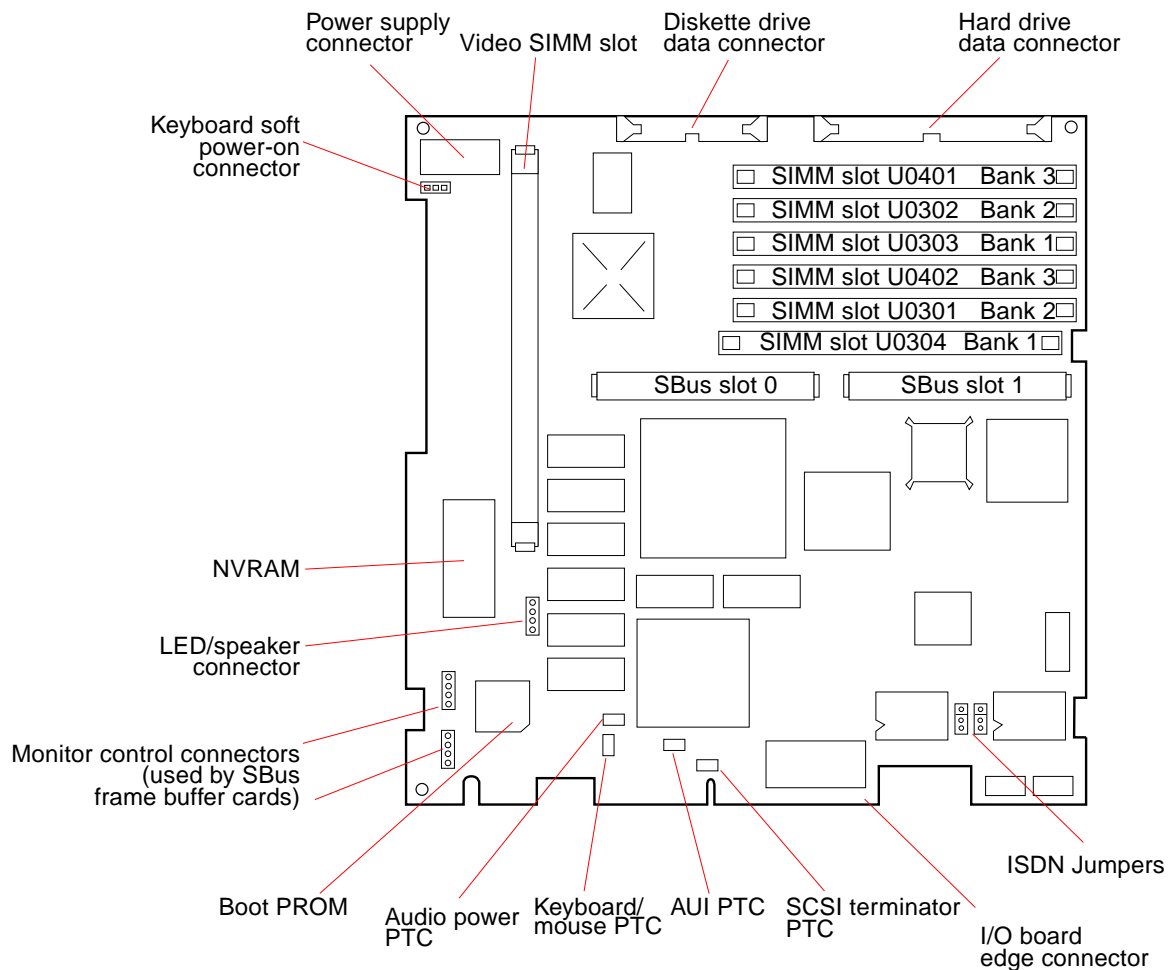 Power supply
connector
Video SIMM slot
Diskette drive
data connector
Hard drive
data connector
Keyboard soft
power-on
connector
SIMM slot U0401 Bank 3
SIMM slot U0302 Bank 2
SIMM slot U0303 Bank 1
SIMM slot U0402 Bank 3
SIMM slot U0301 Bank 2
SIMM slot U0304 Bank 1
SBus slot 0
SBus slot 1
NVRAM
LED/speaker
connector
Monitor control connectors
(used by SBus
frame buffer cards)
Boot PROM
Audio power
PTC
Keyboard/
mouse PTC
AUI PTC
SCSI terminator
PTC
ISDN Jumpers
I/O board
edge connector